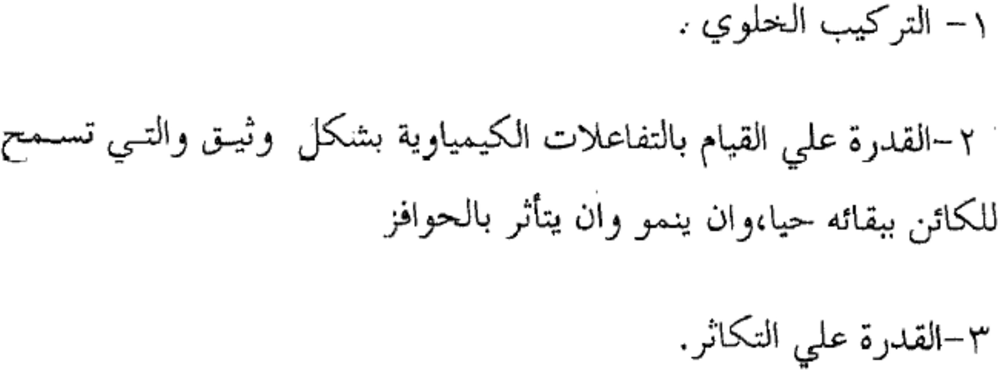 ١- التركيب الخلوي .
٢-القدرة علي القيام بالتفاعلات الكيمياوية بشكل وثيق والتي تسمح
للكائن ببقائه حيا،وان ينمو وان يتأثر بالحوافز
٣-القدرة علي التكاثر.